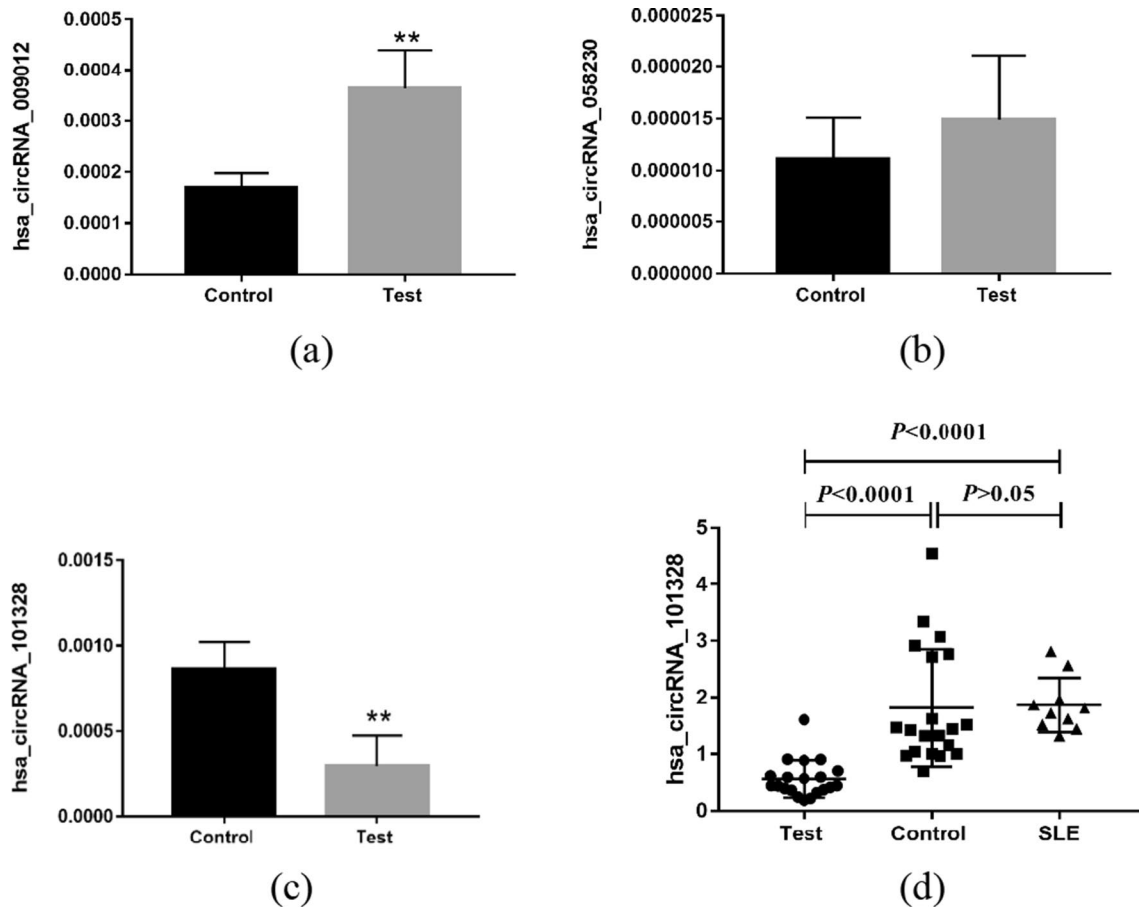 hsa_circRNA_009012
0.0005
0.0004
0.0003
0.0002
0.0001
0.0000
**
Control
Test
(a)
hsa_circRNA_058230
0.000025
0.000020
0.000015
0.000010
0.000005
0.000000
Control
Test
(b)
hsa_circRNA_101328
0.0015
0.0010
0.0005
0.0000
**
Control
Test
(c)
P<0.0001
P<0.0001
P>0.05
hsa_circRNA_101328
5
4
3
2
1
0
Test
Control
SLE
(d)